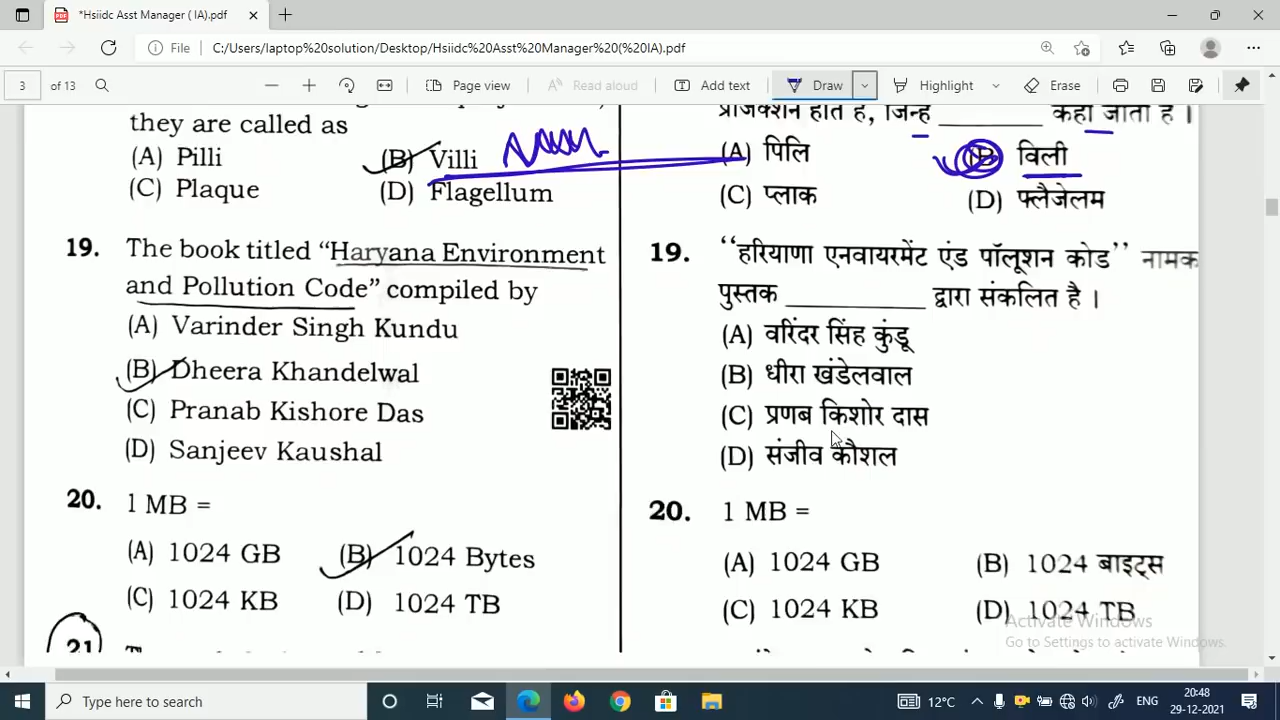 *Hsiidc Asst Manager ( IA).pdf
File
C:/Users/laptop%20solution/Desktop/Hsiidc%20Asst%20Manager%20(%20IA).pdf
3 of 13
Page view
Read aloud
Add text
Draw
Highlight
Erase
they are called as
(A) Pilli
(B) Villi
(C) Plaque
(D) Flagellum
19. The book titled “Haryana Environment
and Pollution Code” compiled by
(A) Varinder Singh Kundu
(B) Dheera Khandelwal
(C) Pranab Kishore Das
(D) Sanjeev Kaushal
20. 1 MB =
(A) 1024 GB
(B) 1024 Bytes
(C) 1024 KB
(D) 1024 TB
21
प्रोजेक्शन होते हैं, जिन्हें ________ कहा जाता है ।
(A) पिलि
(B) विली
(C) प्लाक
(D) फ्लैजेलम
19. ‘‘हरियाणा एनवायरमेंट एंड पॉलूशन कोड’’ नामक
पुस्तक __________ द्वारा संकलित है ।
(A) वरिंदर सिंह कुंडू
(B) धीरा खंडेलवाल
(C) प्रणब किशोर दास
(D) संजीव कौशल
20. 1 MB =
(A) 1024 GB
(B) 1024 बाइट्स
(C) 1024 KB
(D) 1024 TB
Activate Windows
Go to Settings to activate Windows.
Type here to search
12°C
ENG
20:48
29-12-2021